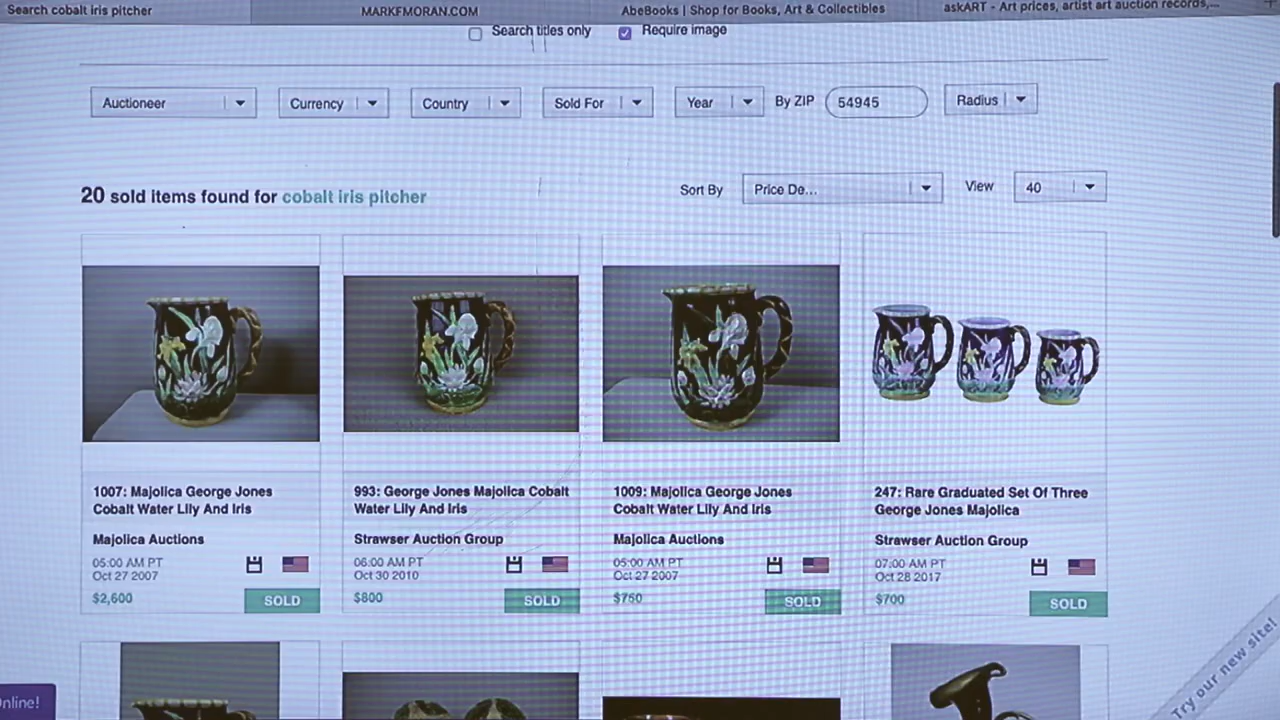 Search cobalt iris pitcher
MARKFMORAN.COM
AbeBooks | Shop for Books, Art & Collectibles
askART - Art prices, artist art auction records,...
Search titles only
Require image
Auctioneer
Currency
Country
Sold For
Year
By ZIP
54945
Radius
20 sold items found for cobalt iris pitcher
Sort By
Price De...
View
40
1007: Majolica George Jones
Cobalt Water Lily And Iris
Majolica Auctions
05:00 AM PT
Oct 27 2007
$2,600
SOLD
993: George Jones Majolica Cobalt
Water Lily And Iris
Strawser Auction Group
06:00 AM PT
Oct 30 2010
$800
SOLD
1009: Majolica George Jones
Cobalt Water Lily And Iris
Majolica Auctions
05:00 AM PT
Oct 27 2007
$750
SOLD
247: Rare Graduated Set Of Three
George Jones Majolica
Strawser Auction Group
07:00 AM PT
Oct 28 2017
$700
SOLD
Online!
Try our new site!